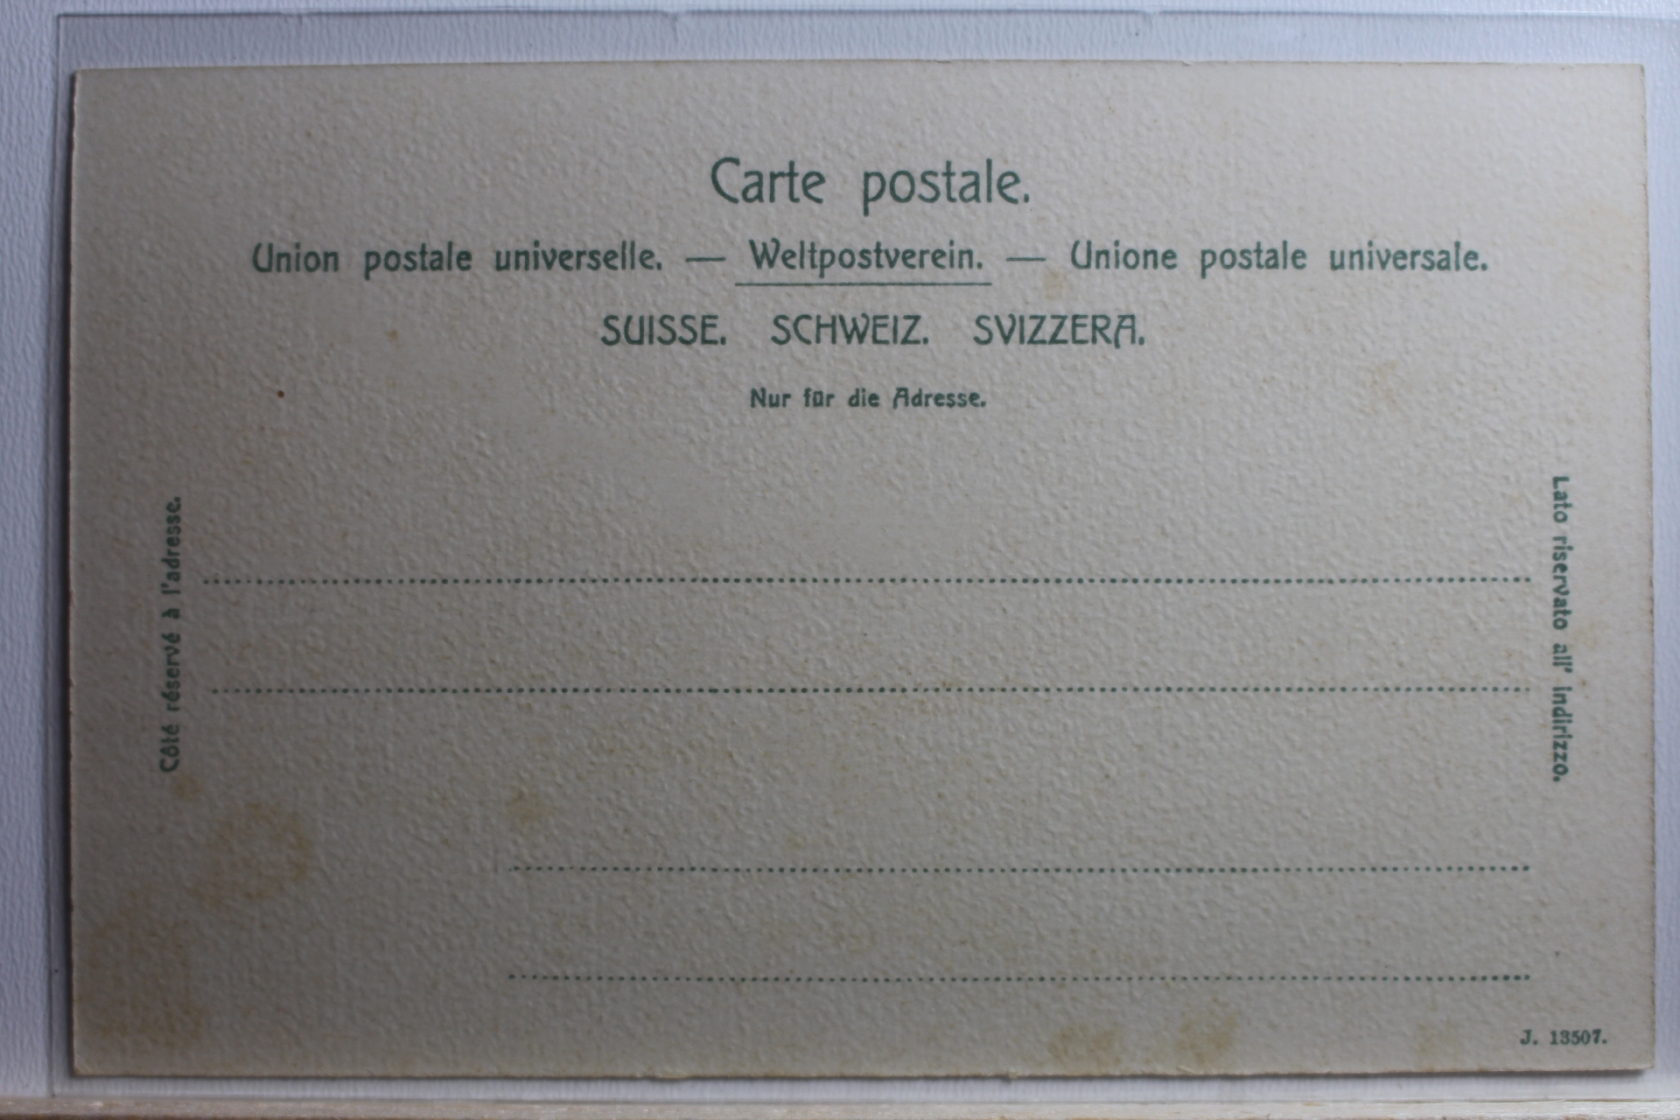 Carte postale.
Union postale universelle. — Weltpostverein. — Unione postale universale.
SUISSE. SCHWEIZ. SVIZZERA.
Nur für die Adresse.
Côté réservé à l'adresse.
Lato riservato all' indirizzo.
J. 13507.